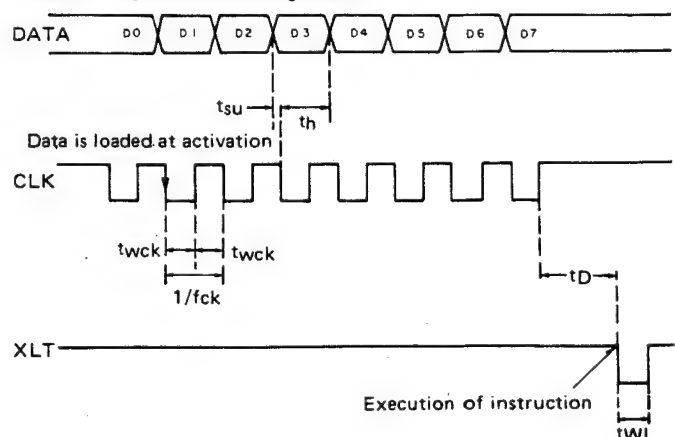 DATA D0 D1 D2 D3 D4 D5 D6 D7
tsu th
Data is loaded at activation
CLK
twck twck
1/fck
tD
XLT
Execution of instruction